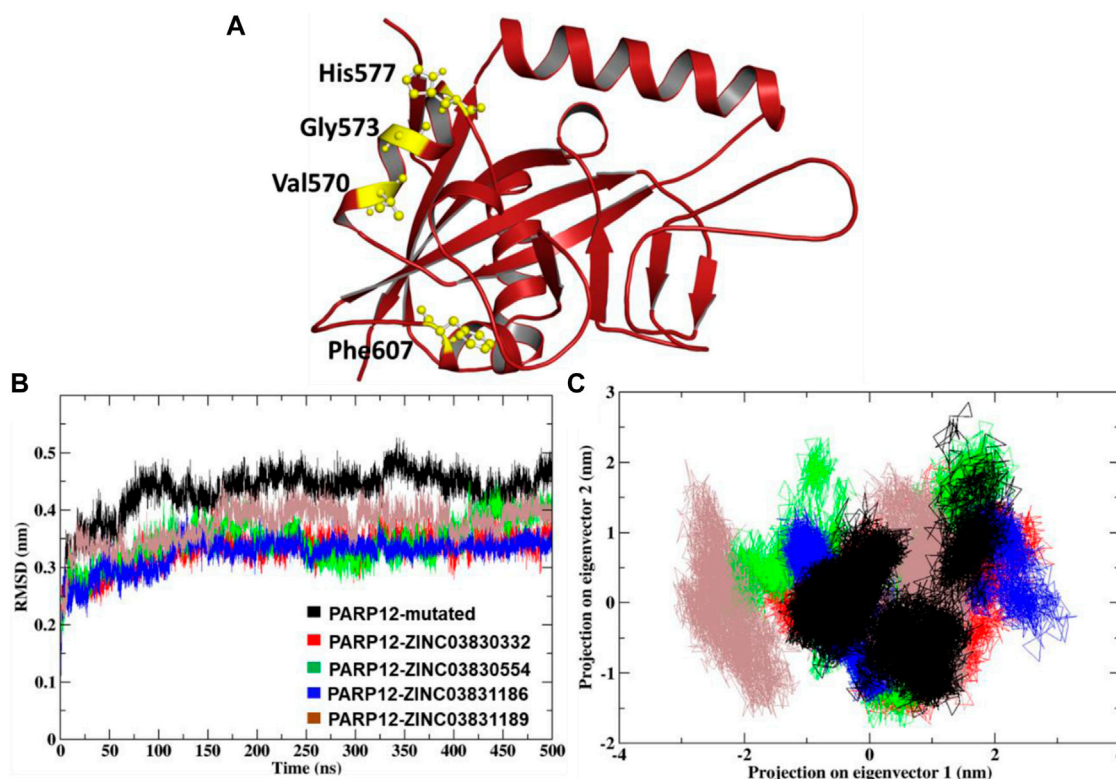 A
His577
Gly573
Val570
Phe607
B
RMSD (nm)
0.5
0.4
0.3
0.2
0.1
0
0 50 100 150 200 250 300 350 400 450 500
Time (ns)
PARP12-mutated
PARP12-ZINC03830332
PARP12-ZINC03830554
PARP12-ZINC03831186
PARP12-ZINC03831189
C
Projection on eigenvector 2 (nm)
3
2
1
0
-1
-2
-4 -2 0 2
Projection on eigenvector 1 (nm)